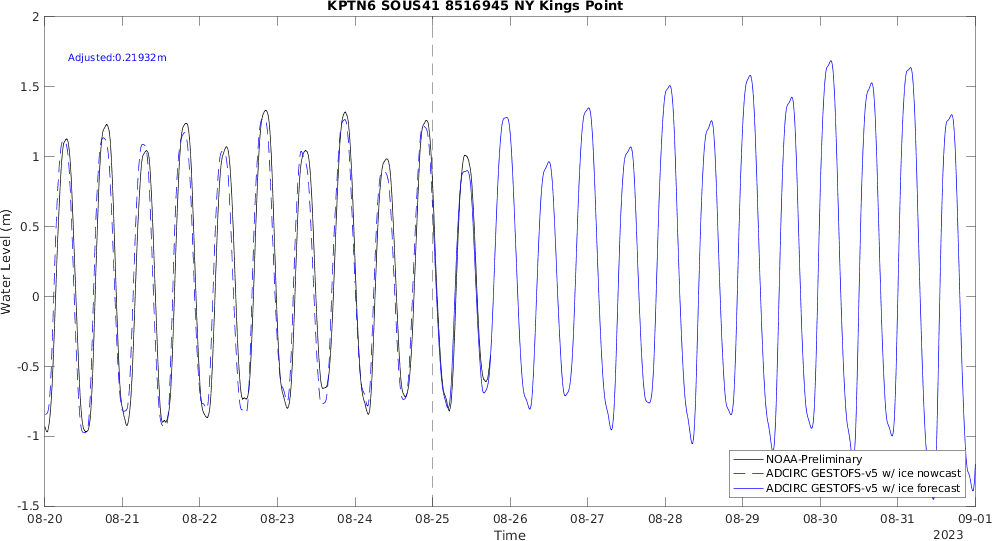 KPTN6 SOUS41 8516945 NY Kings Point
Adjusted:0.21932m
Water Level (m)
2
1.5
1
0.5
0
-0.5
-1
-1.5
NOAA-Preliminary
ADCIRC GESTOFS-v5 w/ ice nowcast
ADCIRC GESTOFS-v5 w/ ice forecast
08-20 08-21 08-22 08-23 08-24 08-25 08-26 08-27 08-28 08-29 08-30 08-31 09-01
Time
2023